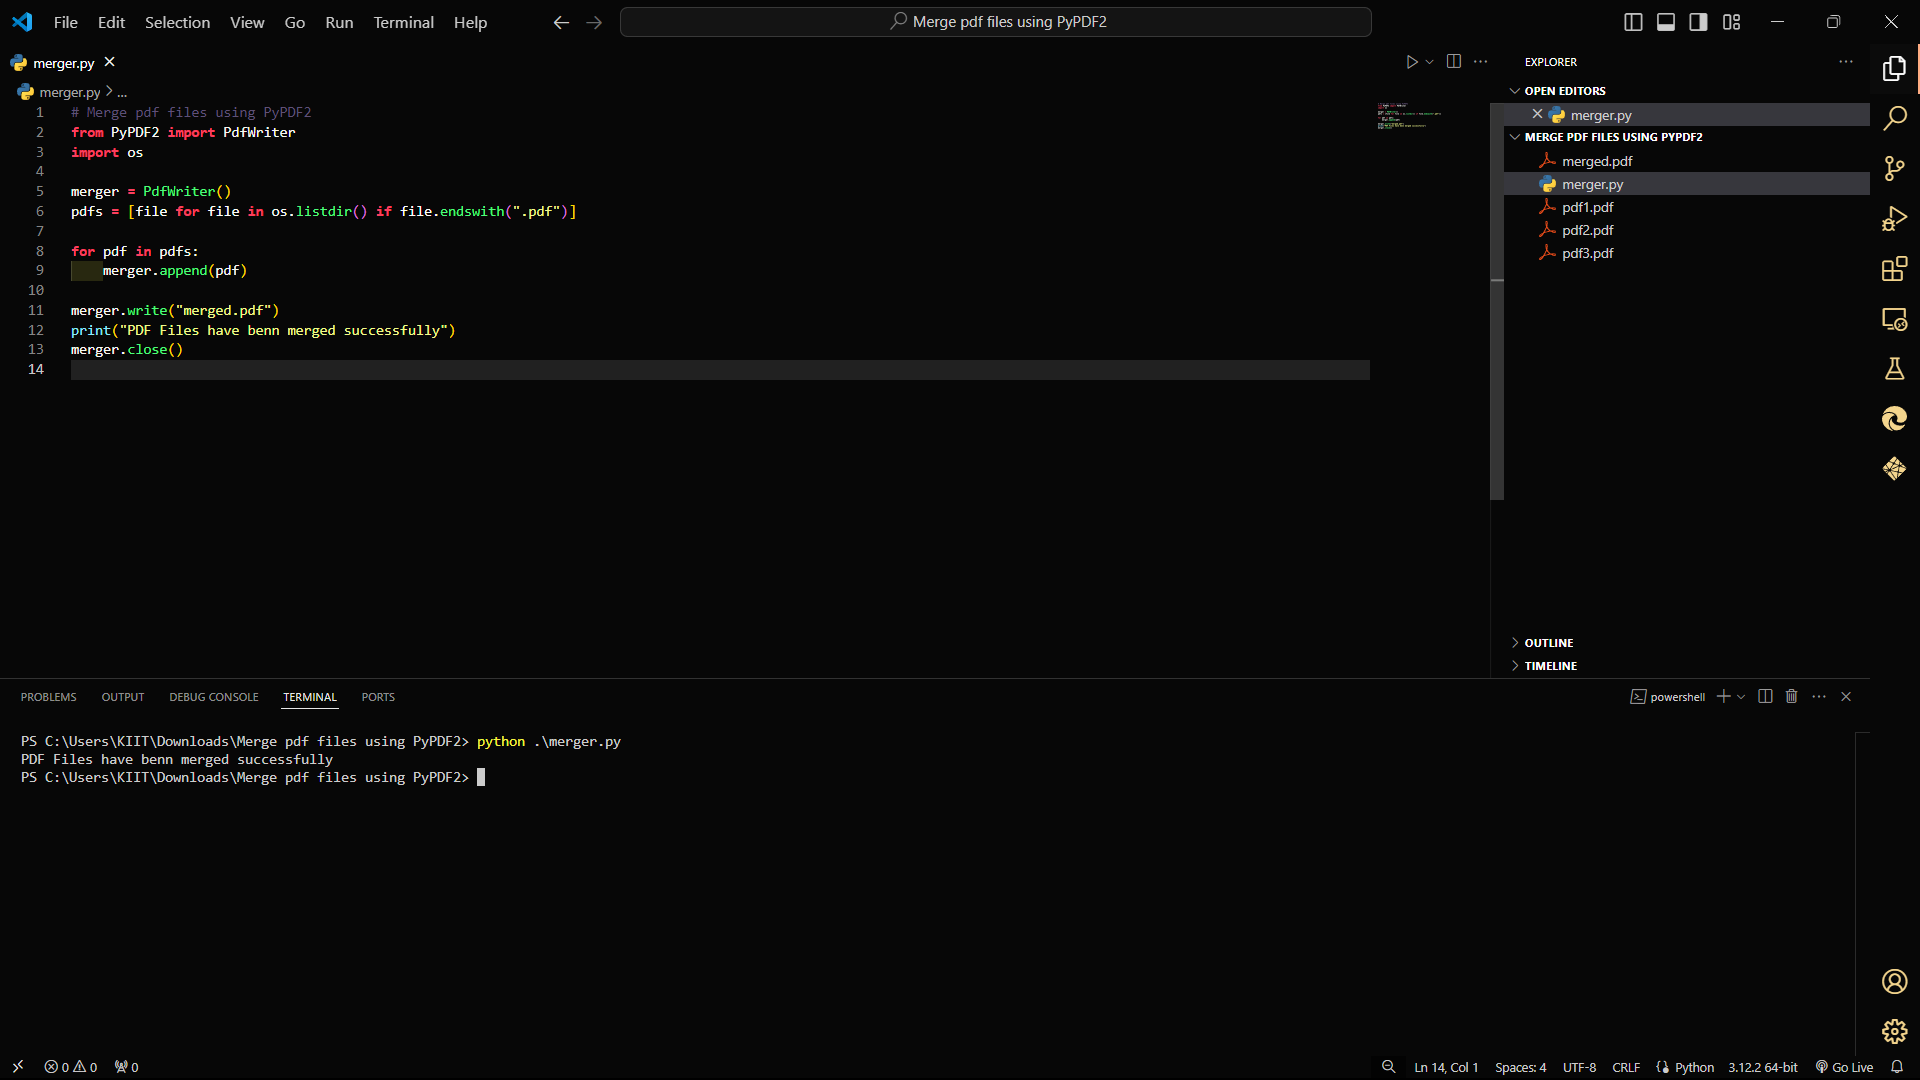 File Edit Selection View Go Run Terminal Help
Merge pdf files using PyPDF2
merger.py
merger.py > ...
1 # Merge pdf files using PyPDF2
2 from PyPDF2 import PdfWriter
3 import os
4
5 merger = PdfWriter()
6 pdfs = [file for file in os.listdir() if file.endswith(".pdf")]
7
8 for pdf in pdfs:
9     merger.append(pdf)
10
11 merger.write("merged.pdf")
12 print("PDF Files have benn merged successfully")
13 merger.close()
14
EXPLORER
OPEN EDITORS
merger.py
MERGE PDF FILES USING PYPDF2
merged.pdf
merger.py
pdf1.pdf
pdf2.pdf
pdf3.pdf
OUTLINE
TIMELINE
PROBLEMS OUTPUT DEBUG CONSOLE TERMINAL PORTS
powershell
PS C:\Users\KIIT\Downloads\Merge pdf files using PyPDF2> python .\merger.py
PDF Files have benn merged successfully
PS C:\Users\KIIT\Downloads\Merge pdf files using PyPDF2>
0 0 0
Ln 14, Col 1 Spaces: 4 UTF-8 CRLF Python 3.12.2 64-bit Go Live